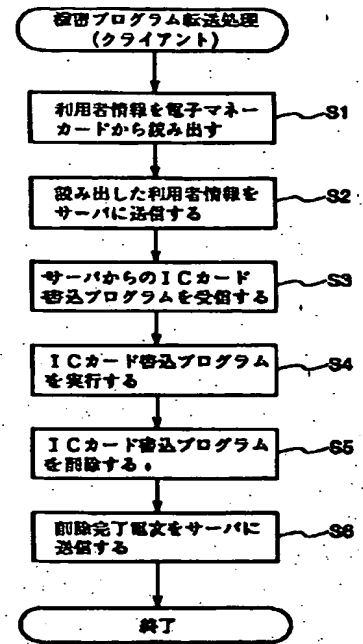 機密プログラム転送処理
(クライアント)
利用者情報を電子マネー
カードから読み出す
S1
読み出した利用者情報を
サーバに送信する
S2
サーバからのICカード
書込プログラムを受信する
S3
ICカード書込プログラム
を実行する
S4
ICカード書込プログラム
を削除する。
S5
削除完了電文をサーバに
送信する
S6
終了